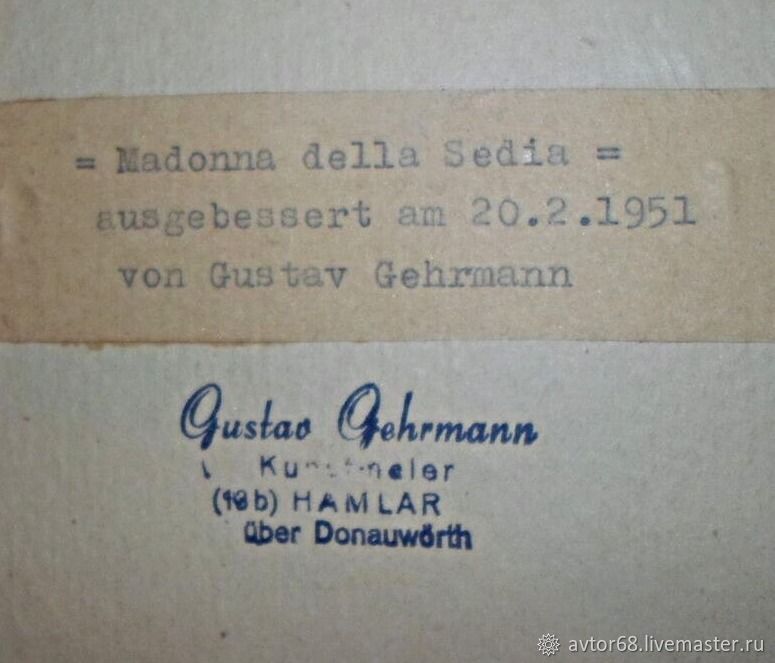 = Madonna della Sedia =
ausgebessert am 20.2.1951
von Gustav Gehrmann
Gustav Gehrmann
HAMLAR
über Donauwörth
avtor68.livemaster.ru